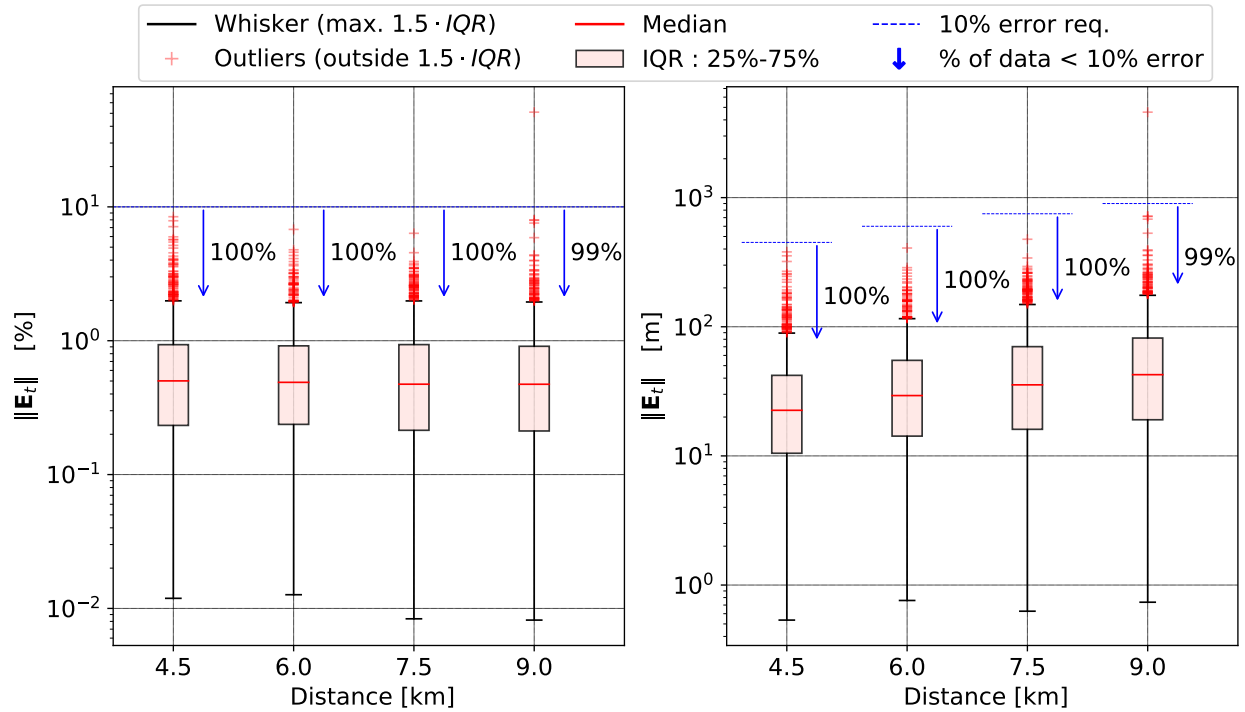 Whisker (max. 1.5 · IQR)
Outliers (outside 1.5 · IQR)
Median
IQR : 25%-75%
10% error req.
% of data < 10% error
‖E_t‖ [%]
10^1
10^0
10^−1
10^−2
100%
100%
100%
99%
4.5
6.0
7.5
9.0
Distance [km]
‖E_t‖ [m]
10^3
10^2
10^1
10^0
100%
100%
100%
99%
4.5
6.0
7.5
9.0
Distance [km]